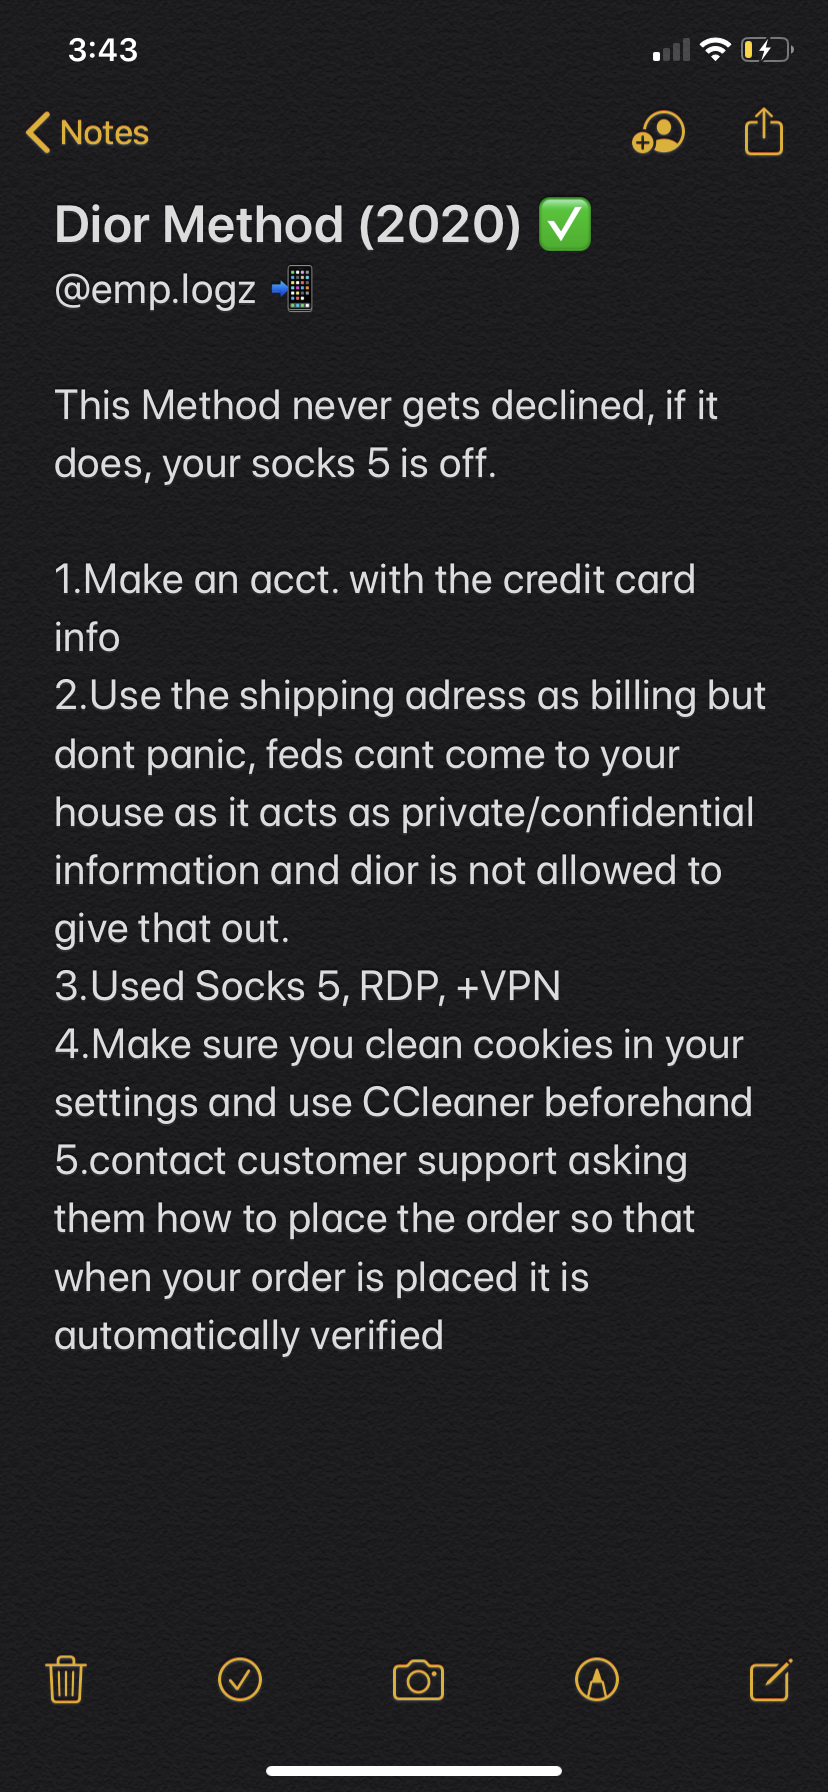 3:43
Notes
Dior Method (2020) ✅
@emp.logz 📲
This Method never gets declined, if it
does, your socks 5 is off.
1.Make an acct. with the credit card
info
2.Use the shipping adress as billing but
dont panic, feds cant come to your
house as it acts as private/confidential
information and dior is not allowed to
give that out.
3.Used Socks 5, RDP, +VPN
4.Make sure you clean cookies in your
settings and use CCleaner beforehand
5.contact customer support asking
them how to place the order so that
when your order is placed it is
automatically verified